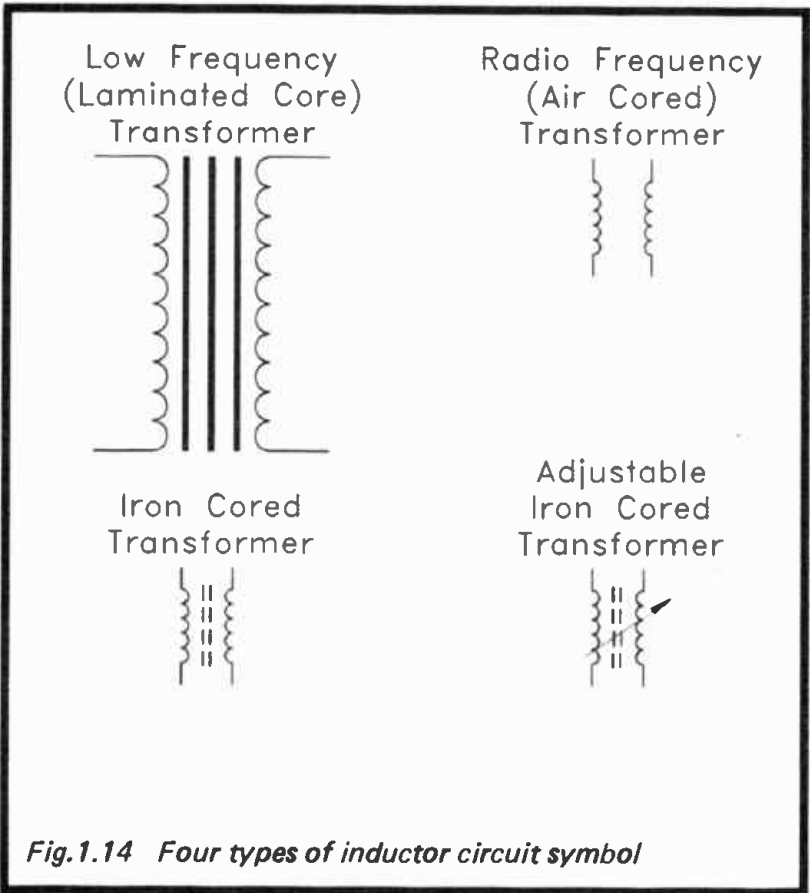 Low Frequency
(Laminated Core)
Transformer
Radio Frequency
(Air Cored)
Transformer
Iron Cored
Transformer
Adjustable
Iron Cored
Transformer
Fig.1.14 Four types of inductor circuit symbol